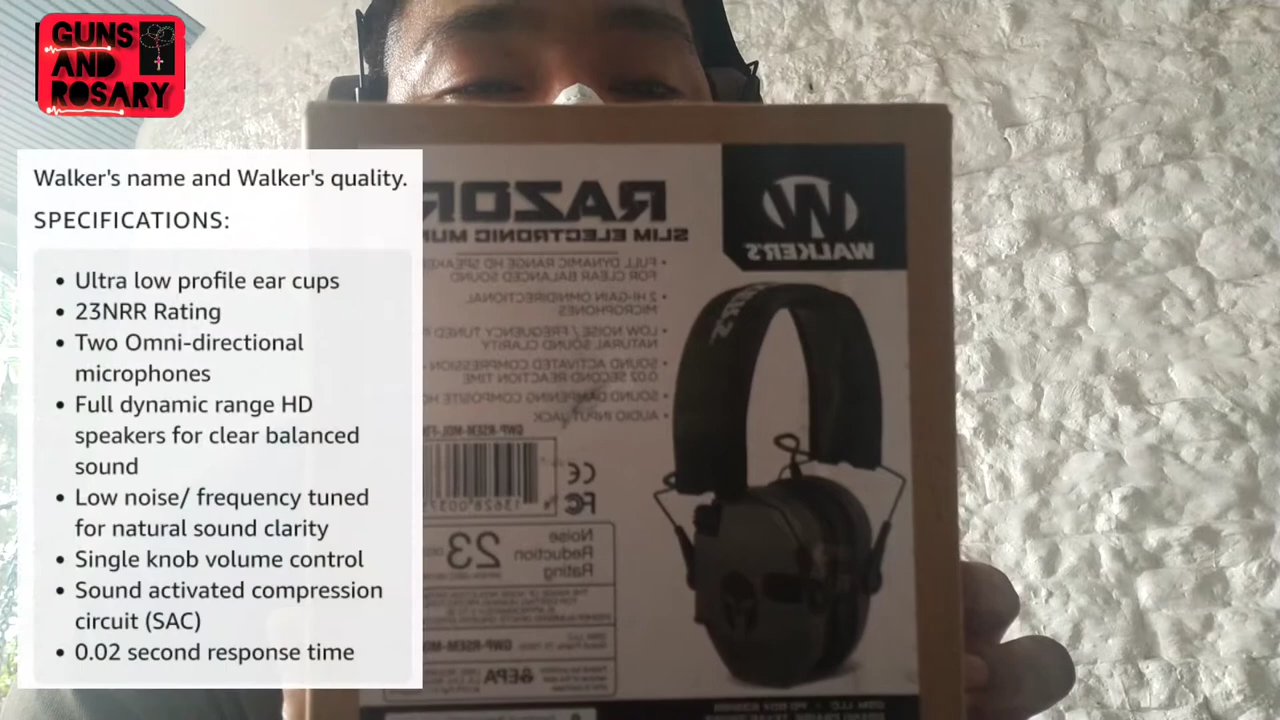 GUNS
AND
ROSARY
Walker's name and Walker's quality.
SPECIFICATIONS:
• Ultra low profile ear cups
• 23NRR Rating
• Two Omni-directional
microphones
• Full dynamic range HD
speakers for clear balanced
sound
• Low noise/ frequency tuned
for natural sound clarity
• Single knob volume control
• Sound activated compression
circuit (SAC)
• 0.02 second response time
WALKER'S
RAZOR
SLIM ELECTRONIC
• FULL DYNAMIC RANGE HD
FOR CLEAR BALANCED SOUND
• 2 HI-GAIN OMNIDIRECTIONAL
MICROPHONES
• LOW NOISE / FREQUENCY TUNED
NATURAL SOUND CLARITY
• SOUND ACTIVATED COMPRESSION
0.02 SECOND REACTION TIME
• SOUND DAMPENING COMPOSITE
• AUDIO INPUT JACK
CE
FC
Noise
Reduction
Rating
23
EPA
WALKER'S